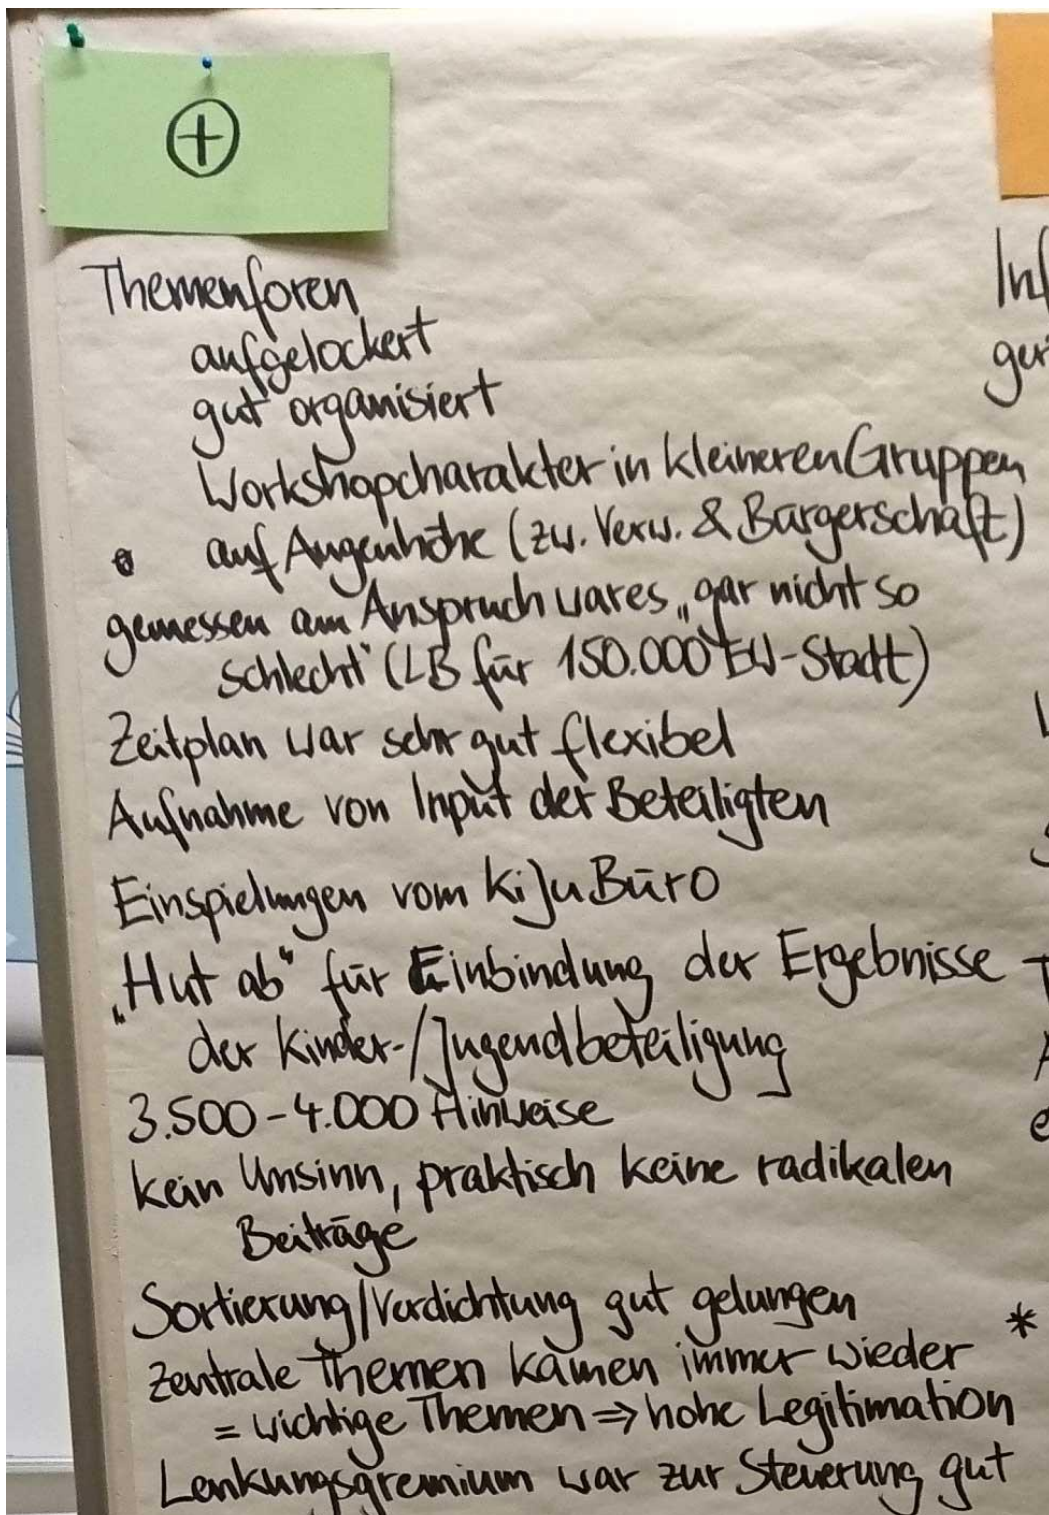 +
Themenforen
aufgelockert
gut organisiert
Workshopcharakter in kleineren Gruppen
auf Augenhöhe (zw. Verw. & Bürgerschaft)
gemessen am Anspruch war es „gar nicht so
schlecht" (LB für 150.000 EW-Stadt)
Zeitplan war sehr gut flexibel
Aufnahme von Input der Beteiligten
Einspielungen vom KiJuBüro
„Hut ab" für Einbindung der Ergebnisse
der Kinder-/Jugendbeteiligung
3.500-4.000 Hinweise
kein Unsinn, praktisch keine radikalen
Beiträge
Sortierung/Verdichtung gut gelungen
Zentrale Themen kamen immer wieder
= wichtige Themen ⇒ hohe Legitimation
Lenkungsgremium war zur Steuerung gut
Inf
*